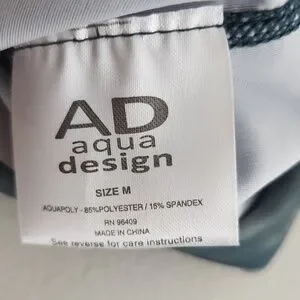 AD
aqua
design
SIZE M
AQUAPOLY - 85%POLYESTER / 15% SPANDEX
RN 96409
MADE IN CHINA
See reverse for care instructions